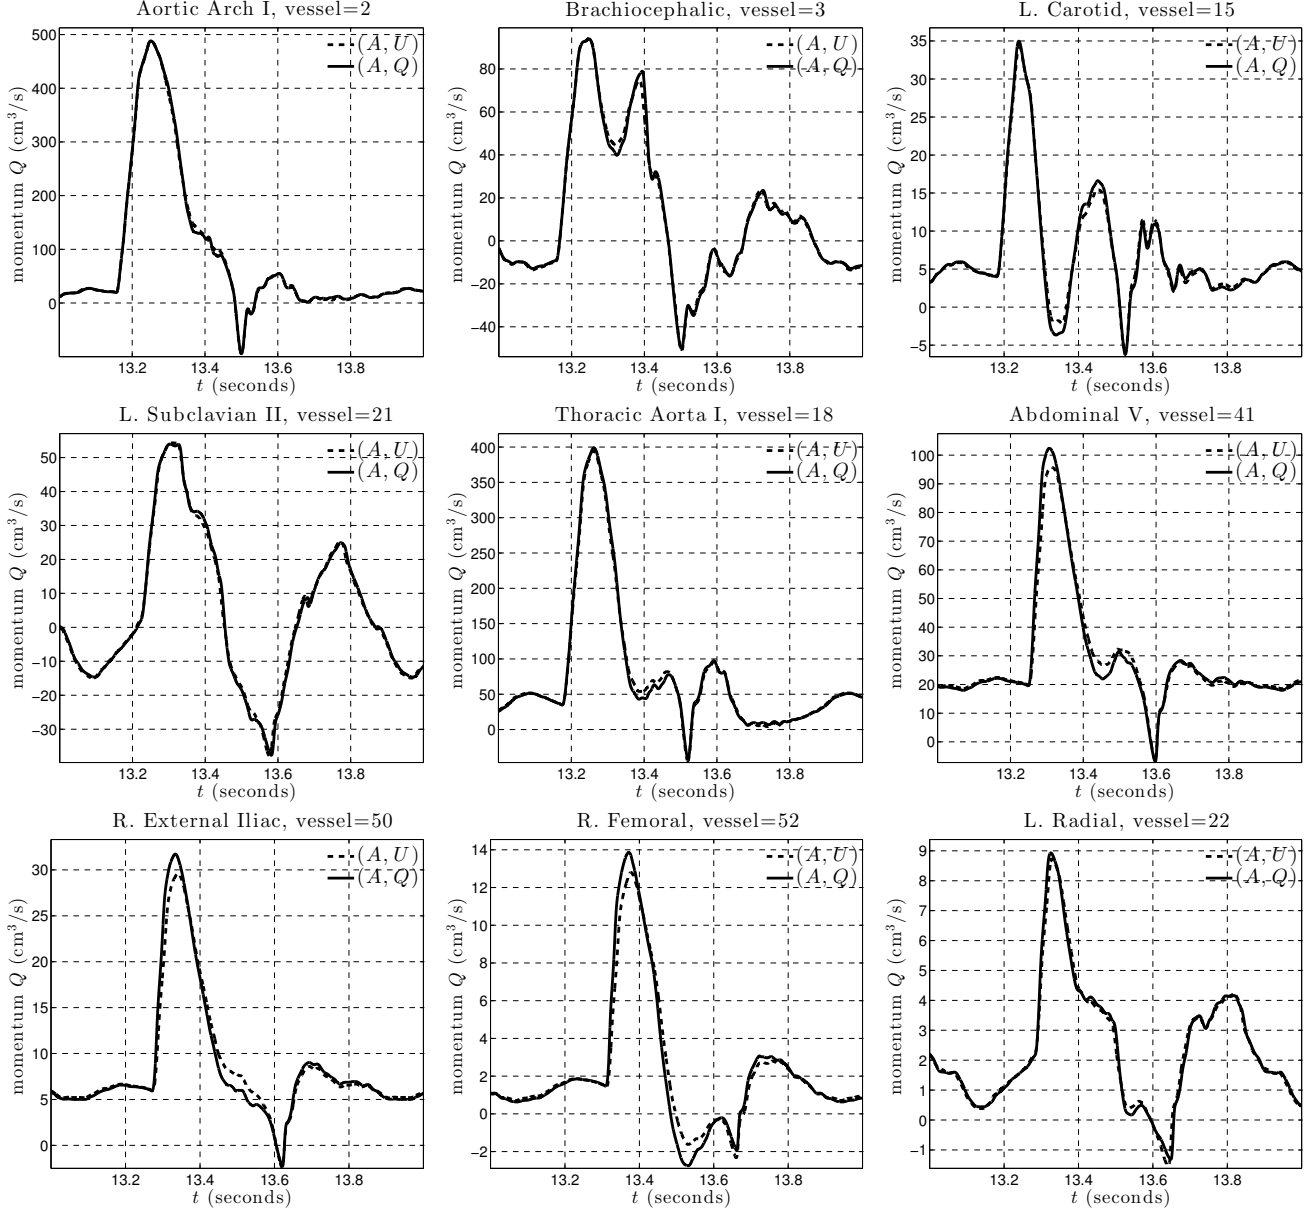 Aortic Arch I, vessel=2
momentum Q (cm³/s)
500
400
300
200
100
0
(A, U)
(A, Q)
13.2 13.4 13.6 13.8
t (seconds)
Brachiocephalic, vessel=3
momentum Q (cm³/s)
80
60
40
20
0
−20
−40
(A, U)
(A, Q)
13.2 13.4 13.6 13.8
t (seconds)
L. Carotid, vessel=15
momentum Q (cm³/s)
35
30
25
20
15
10
5
0
−5
(A, U)
(A, Q)
13.2 13.4 13.6 13.8
t (seconds)
L. Subclavian II, vessel=21
momentum Q (cm³/s)
50
40
30
20
10
0
−10
−20
−30
(A, U)
(A, Q)
13.2 13.4 13.6 13.8
t (seconds)
Thoracic Aorta I, vessel=18
momentum Q (cm³/s)
400
350
300
250
200
150
100
50
0
(A, U)
(A, Q)
13.2 13.4 13.6 13.8
t (seconds)
Abdominal V, vessel=41
momentum Q (cm³/s)
100
90
80
70
60
50
40
30
20
10
0
(A, U)
(A, Q)
13.2 13.4 13.6 13.8
t (seconds)
R. External Iliac, vessel=50
momentum Q (cm³/s)
30
25
20
15
10
5
0
(A, U)
(A, Q)
13.2 13.4 13.6 13.8
t (seconds)
R. Femoral, vessel=52
momentum Q (cm³/s)
14
12
10
8
6
4
2
0
−2
(A, U)
(A, Q)
13.2 13.4 13.6 13.8
t (seconds)
L. Radial, vessel=22
momentum Q (cm³/s)
9
8
7
6
5
4
3
2
1
0
−1
(A, U)
(A, Q)
13.2 13.4 13.6 13.8
t (seconds)